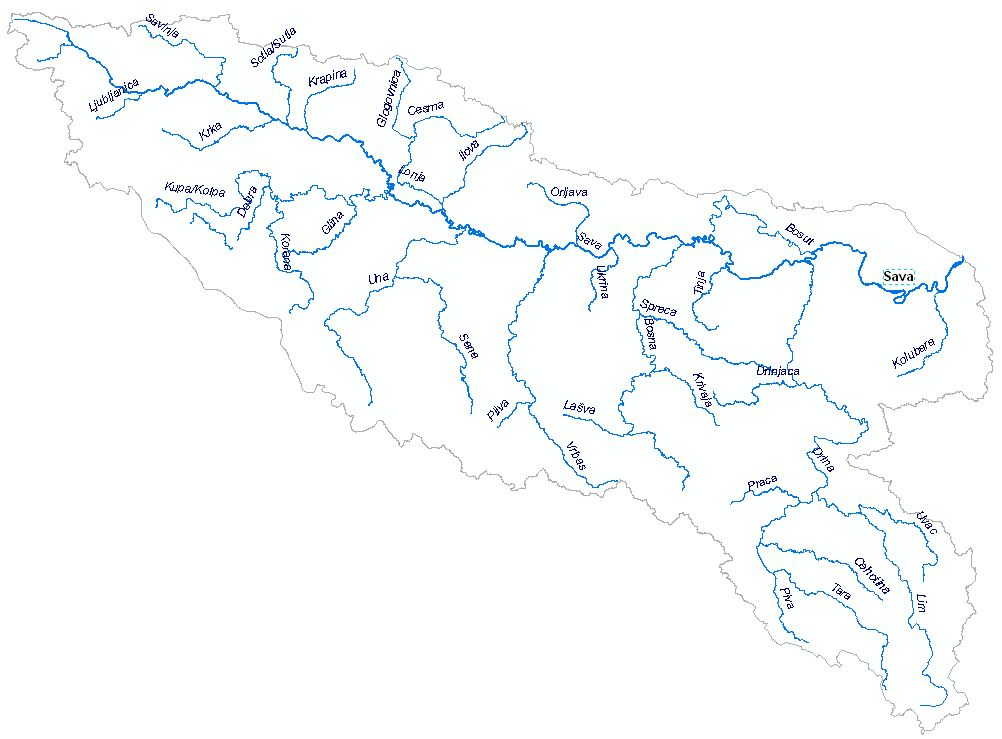 Savinja
Sotla/Sutla
Krapina
Glogovnica
Cesma
Ljubljanica
Krka
Ilova
Lonja
Kupa/Kolpa
Dobra
Glina
Korana
Orljava
Sava
Bosut
Sava
Una
Ukrina
Tinja
Spreca
Bosna
Kolubara
Sana
Drinjaca
Krivaja
Pliva
Lašva
Vrbas
Drina
Praca
Uvac
Cehotina
Tara
Piva
Lim